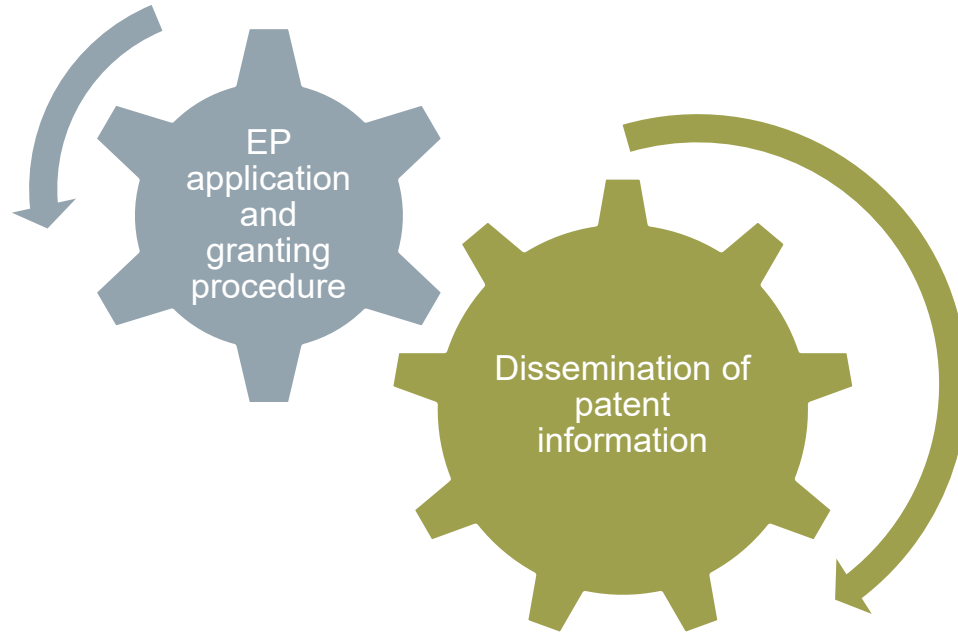 EP
application
and
granting
procedure
Dissemination of
patent
information